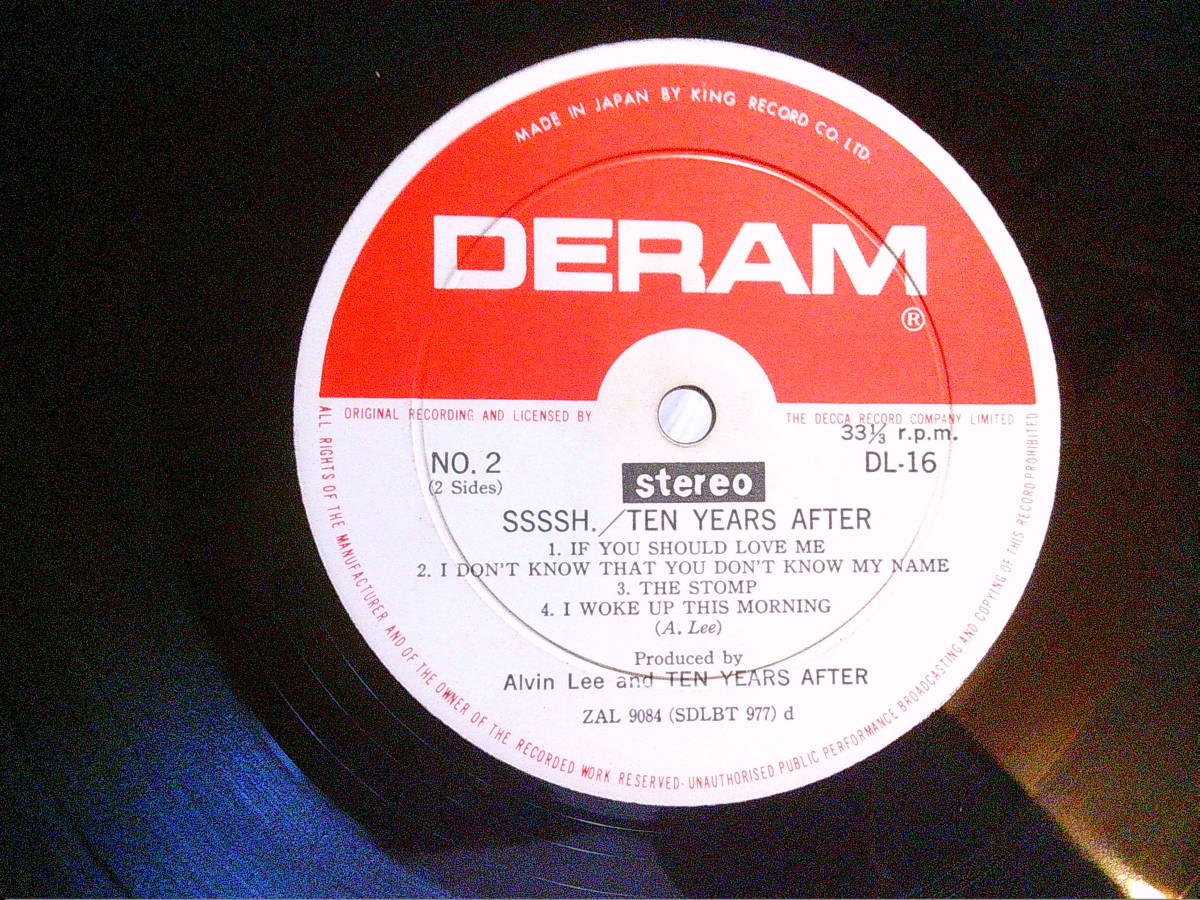 MADE IN JAPAN BY KING RECORD CO. LTD.
DERAM
®
ORIGINAL RECORDING AND LICENSED BY THE DECCA RECORD COMPANY LIMITED
33⅓ r.p.m.
NO. 2
DL-16
(2 Sides)
stereo
SSSSH./TEN YEARS AFTER
1. IF YOU SHOULD LOVE ME
2. I DON'T KNOW THAT YOU DON'T KNOW MY NAME
3. THE STOMP
4. I WOKE UP THIS MORNING
(A. Lee)
Produced by
Alvin Lee and TEN YEARS AFTER
ZAL 9084 (SDLBT 977) d
ALL RIGHTS OF THE MANUFACTURER AND OF THE OWNER OF THE RECORDED WORK RESERVED· UNAUTHORISED PUBLIC PERFORMANCE BROADCASTING AND COPYING OF THIS RECORD PROHIBITED